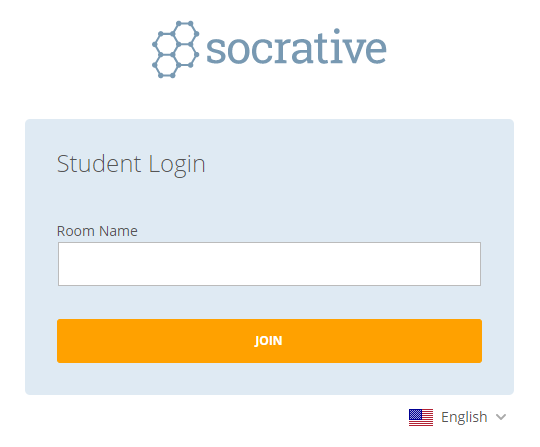 socrative
Student Login
Room Name
JOIN
English